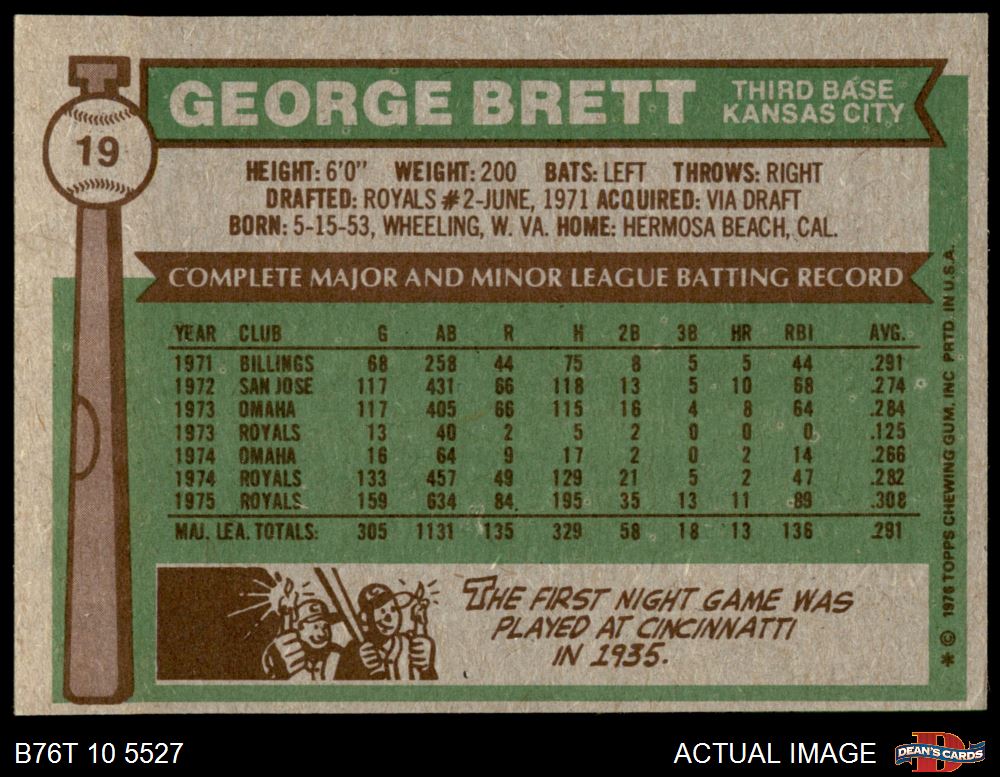 GEORGE BRETT
THIRD BASE
KANSAS CITY
19
HEIGHT: 6'0" WEIGHT: 200 BATS: LEFT THROWS: RIGHT
DRAFTED: ROYALS #2-JUNE, 1971 ACQUIRED: VIA DRAFT
BORN: 5-15-53, WHEELING, W. VA. HOME: HERMOSA BEACH, CAL.
COMPLETE MAJOR AND MINOR LEAGUE BATTING RECORD
YEAR CLUB G AB R H 2B 3B HR RBI AVG.
1971 BILLINGS 68 258 44 75 8 5 5 44 .291
1972 SAN JOSE 117 431 66 118 13 5 10 68 .274
1973 OMAHA 117 405 66 115 16 4 8 64 .284
1973 ROYALS 13 40 2 5 2 0 0 0 .125
1974 OMAHA 16 64 9 17 2 0 2 14 .266
1974 ROYALS 133 457 49 129 21 5 2 47 .282
1975 ROYALS 159 634 84 195 35 13 11 89 .308
MAJ. LEA. TOTALS: 305 1131 135 329 58 18 13 136 .291
THE FIRST NIGHT GAME WAS
PLAYED AT CINCINNATTI
IN 1935.
* © 1976 TOPPS CHEWING GUM, INC PRTD. IN U.S.A.
B76T 10 5527
ACTUAL IMAGE
D
DEAN'S CARDS